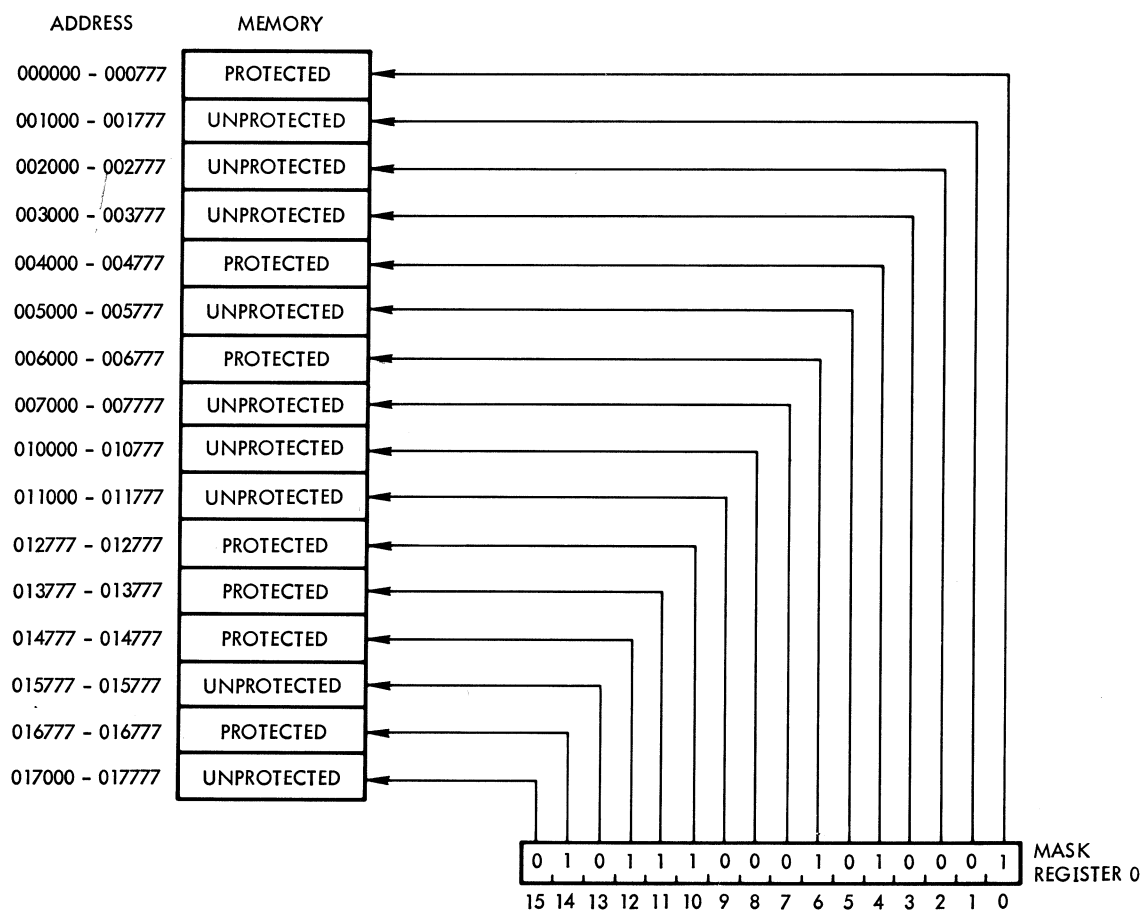 ADDRESS MEMORY
000000 - 000777 PROTECTED
001000 - 001777 UNPROTECTED
002000 - 002777 UNPROTECTED
003000 - 003777 UNPROTECTED
004000 - 004777 PROTECTED
005000 - 005777 UNPROTECTED
006000 - 006777 PROTECTED
007000 - 007777 UNPROTECTED
010000 - 010777 UNPROTECTED
011000 - 011777 UNPROTECTED
012777 - 012777 PROTECTED
013777 - 013777 PROTECTED
014777 - 014777 PROTECTED
015777 - 015777 UNPROTECTED
016777 - 016777 PROTECTED
017000 - 017777 UNPROTECTED
0 1 0 1 1 1 0 0 0 1 0 1 0 0 0 1 MASK
REGISTER 0
15 14 13 12 11 10 9 8 7 6 5 4 3 2 1 0